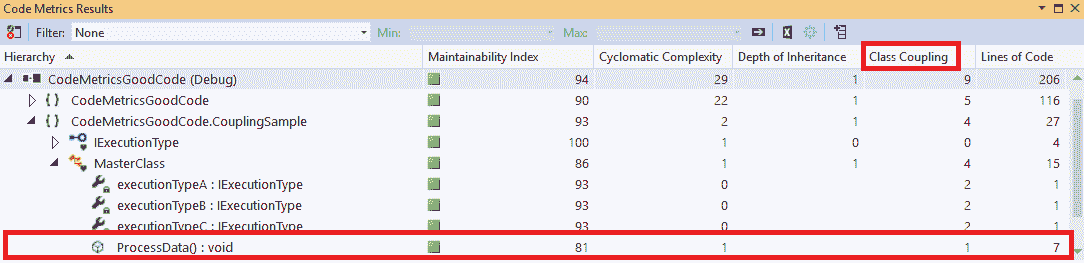 Code Metrics Results
Filter: None Min: Max:
Hierarchy Maintainability Index Cyclomatic Complexity Depth of Inheritance Class Coupling Lines of Code
CodeMetricsGoodCode (Debug) 94 29 1 9 206
{ } CodeMetricsGoodCode 90 22 1 5 116
{ } CodeMetricsGoodCode.CouplingSample 93 2 1 4 27
IExecutionType 100 1 0 0 4
MasterClass 86 1 1 4 15
executionTypeA : IExecutionType 93 0 2 1
executionTypeB : IExecutionType 93 0 2 1
executionTypeC : IExecutionType 93 0 2 1
ProcessData() : void 81 1 1 7